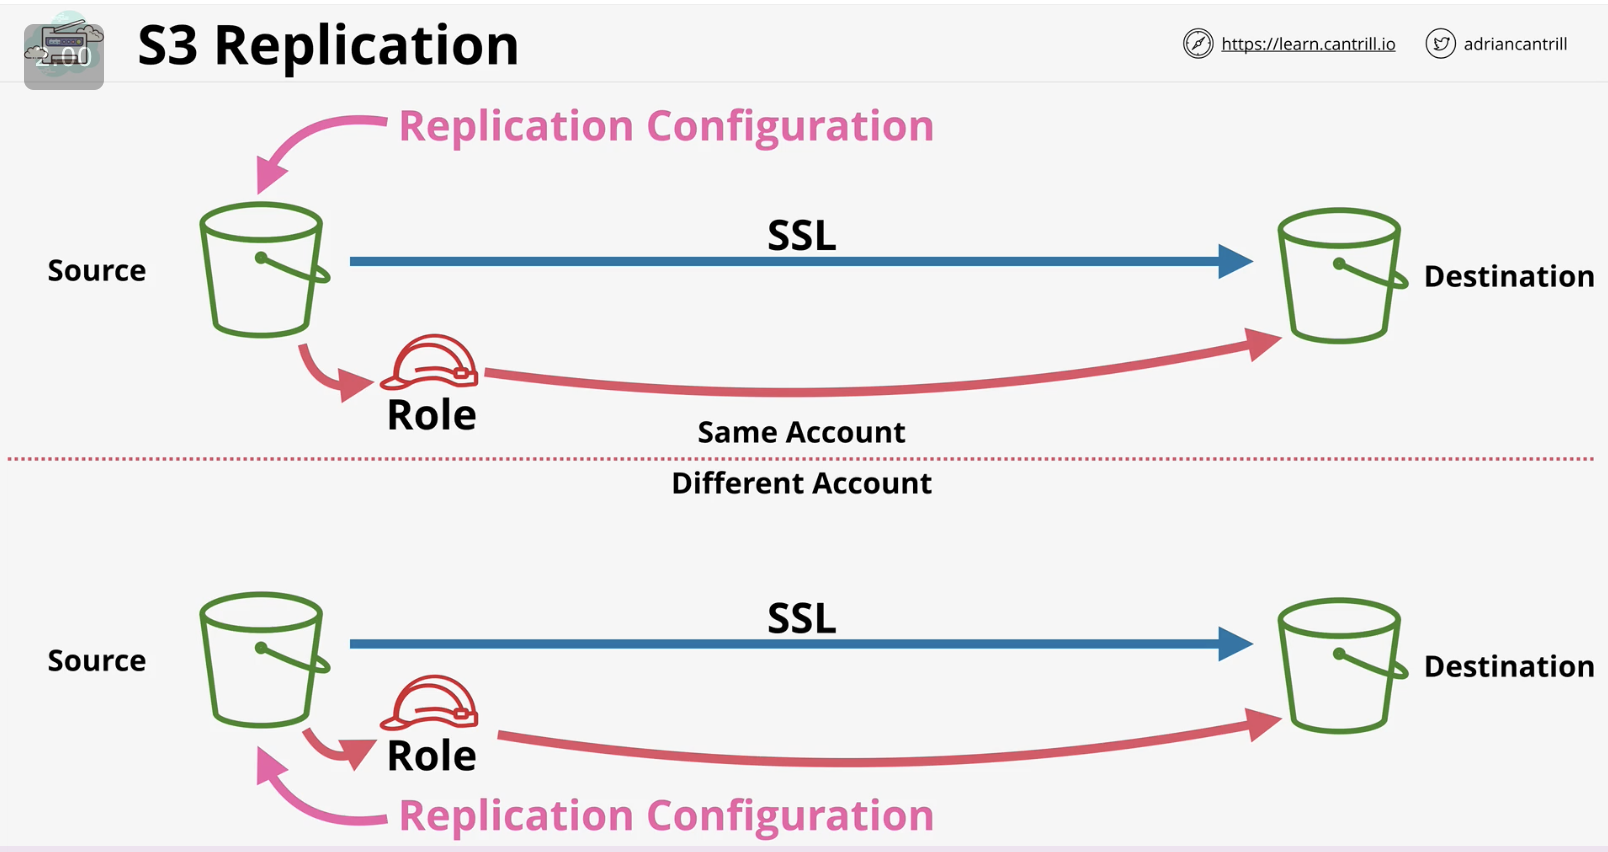 2.00
S3 Replication
https://learn.cantrill.io
adriancantrill
Replication Configuration
SSL
Source
Destination
Role
Same Account
Different Account
SSL
Source
Destination
Role
Replication Configuration